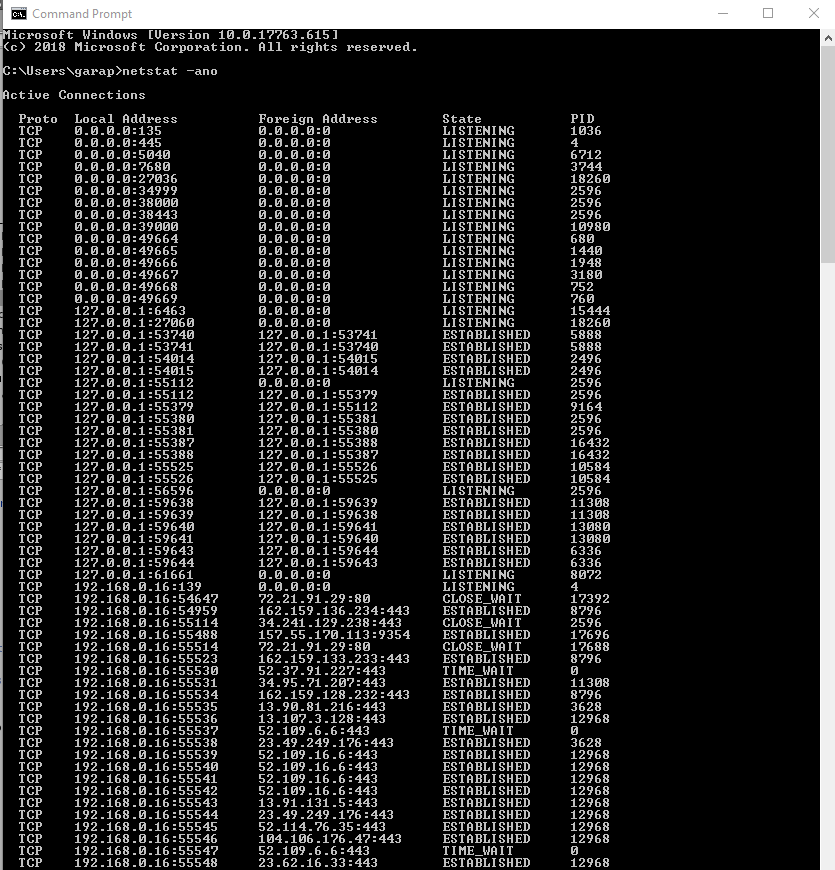 Command Prompt
Microsoft Windows [Version 10.0.17763.615]
(c) 2018 Microsoft Corporation. All rights reserved.
C:\Users\garap>netstat -ano
Active Connections
Proto Local Address Foreign Address State PID
TCP 0.0.0.0:135 0.0.0.0:0 LISTENING 1036
TCP 0.0.0.0:445 0.0.0.0:0 LISTENING 4
TCP 0.0.0.0:5040 0.0.0.0:0 LISTENING 6712
TCP 0.0.0.0:7680 0.0.0.0:0 LISTENING 3744
TCP 0.0.0.0:27036 0.0.0.0:0 LISTENING 18260
TCP 0.0.0.0:34999 0.0.0.0:0 LISTENING 2596
TCP 0.0.0.0:38000 0.0.0.0:0 LISTENING 2596
TCP 0.0.0.0:38443 0.0.0.0:0 LISTENING 2596
TCP 0.0.0.0:39000 0.0.0.0:0 LISTENING 10980
TCP 0.0.0.0:49664 0.0.0.0:0 LISTENING 680
TCP 0.0.0.0:49665 0.0.0.0:0 LISTENING 1440
TCP 0.0.0.0:49666 0.0.0.0:0 LISTENING 1948
TCP 0.0.0.0:49667 0.0.0.0:0 LISTENING 3180
TCP 0.0.0.0:49668 0.0.0.0:0 LISTENING 752
TCP 0.0.0.0:49669 0.0.0.0:0 LISTENING 760
TCP 127.0.0.1:6463 0.0.0.0:0 LISTENING 15444
TCP 127.0.0.1:27060 0.0.0.0:0 LISTENING 18260
TCP 127.0.0.1:53740 127.0.0.1:53741 ESTABLISHED 5888
TCP 127.0.0.1:53741 127.0.0.1:53740 ESTABLISHED 5888
TCP 127.0.0.1:54014 127.0.0.1:54015 ESTABLISHED 2496
TCP 127.0.0.1:54015 127.0.0.1:54014 ESTABLISHED 2496
TCP 127.0.0.1:55112 0.0.0.0:0 LISTENING 2596
TCP 127.0.0.1:55112 127.0.0.1:55379 ESTABLISHED 2596
TCP 127.0.0.1:55379 127.0.0.1:55112 ESTABLISHED 9164
TCP 127.0.0.1:55380 127.0.0.1:55381 ESTABLISHED 2596
TCP 127.0.0.1:55381 127.0.0.1:55380 ESTABLISHED 2596
TCP 127.0.0.1:55387 127.0.0.1:55388 ESTABLISHED 16432
TCP 127.0.0.1:55388 127.0.0.1:55387 ESTABLISHED 16432
TCP 127.0.0.1:55525 127.0.0.1:55526 ESTABLISHED 10584
TCP 127.0.0.1:55526 127.0.0.1:55525 ESTABLISHED 10584
TCP 127.0.0.1:56596 0.0.0.0:0 LISTENING 2596
TCP 127.0.0.1:59638 127.0.0.1:59639 ESTABLISHED 11308
TCP 127.0.0.1:59639 127.0.0.1:59638 ESTABLISHED 11308
TCP 127.0.0.1:59640 127.0.0.1:59641 ESTABLISHED 13080
TCP 127.0.0.1:59641 127.0.0.1:59640 ESTABLISHED 13080
TCP 127.0.0.1:59643 127.0.0.1:59644 ESTABLISHED 6336
TCP 127.0.0.1:59644 127.0.0.1:59643 ESTABLISHED 6336
TCP 127.0.0.1:61661 0.0.0.0:0 LISTENING 8072
TCP 192.168.0.16:139 0.0.0.0:0 LISTENING 4
TCP 192.168.0.16:54647 72.21.91.29:80 CLOSE_WAIT 17392
TCP 192.168.0.16:54959 162.159.136.234:443 ESTABLISHED 8796
TCP 192.168.0.16:55114 34.241.129.238:443 CLOSE_WAIT 2596
TCP 192.168.0.16:55488 157.55.170.113:9354 ESTABLISHED 17696
TCP 192.168.0.16:55514 72.21.91.29:80 CLOSE_WAIT 17688
TCP 192.168.0.16:55523 162.159.133.233:443 ESTABLISHED 8796
TCP 192.168.0.16:55530 52.37.91.227:443 TIME_WAIT 0
TCP 192.168.0.16:55531 34.95.71.207:443 ESTABLISHED 11308
TCP 192.168.0.16:55534 162.159.128.232:443 ESTABLISHED 8796
TCP 192.168.0.16:55535 13.90.81.216:443 ESTABLISHED 3628
TCP 192.168.0.16:55536 13.107.3.128:443 ESTABLISHED 12968
TCP 192.168.0.16:55537 52.109.6.6:443 TIME_WAIT 0
TCP 192.168.0.16:55538 23.49.249.176:443 ESTABLISHED 3628
TCP 192.168.0.16:55539 52.109.16.6:443 ESTABLISHED 12968
TCP 192.168.0.16:55540 52.109.16.6:443 ESTABLISHED 12968
TCP 192.168.0.16:55541 52.109.16.6:443 ESTABLISHED 12968
TCP 192.168.0.16:55542 52.109.16.6:443 ESTABLISHED 12968
TCP 192.168.0.16:55543 13.91.131.5:443 ESTABLISHED 12968
TCP 192.168.0.16:55544 23.49.249.176:443 ESTABLISHED 12968
TCP 192.168.0.16:55545 52.114.76.35:443 ESTABLISHED 12968
TCP 192.168.0.16:55546 104.106.176.47:443 ESTABLISHED 12968
TCP 192.168.0.16:55547 52.109.6.6:443 TIME_WAIT 0
TCP 192.168.0.16:55548 23.62.16.33:443 ESTABLISHED 12968